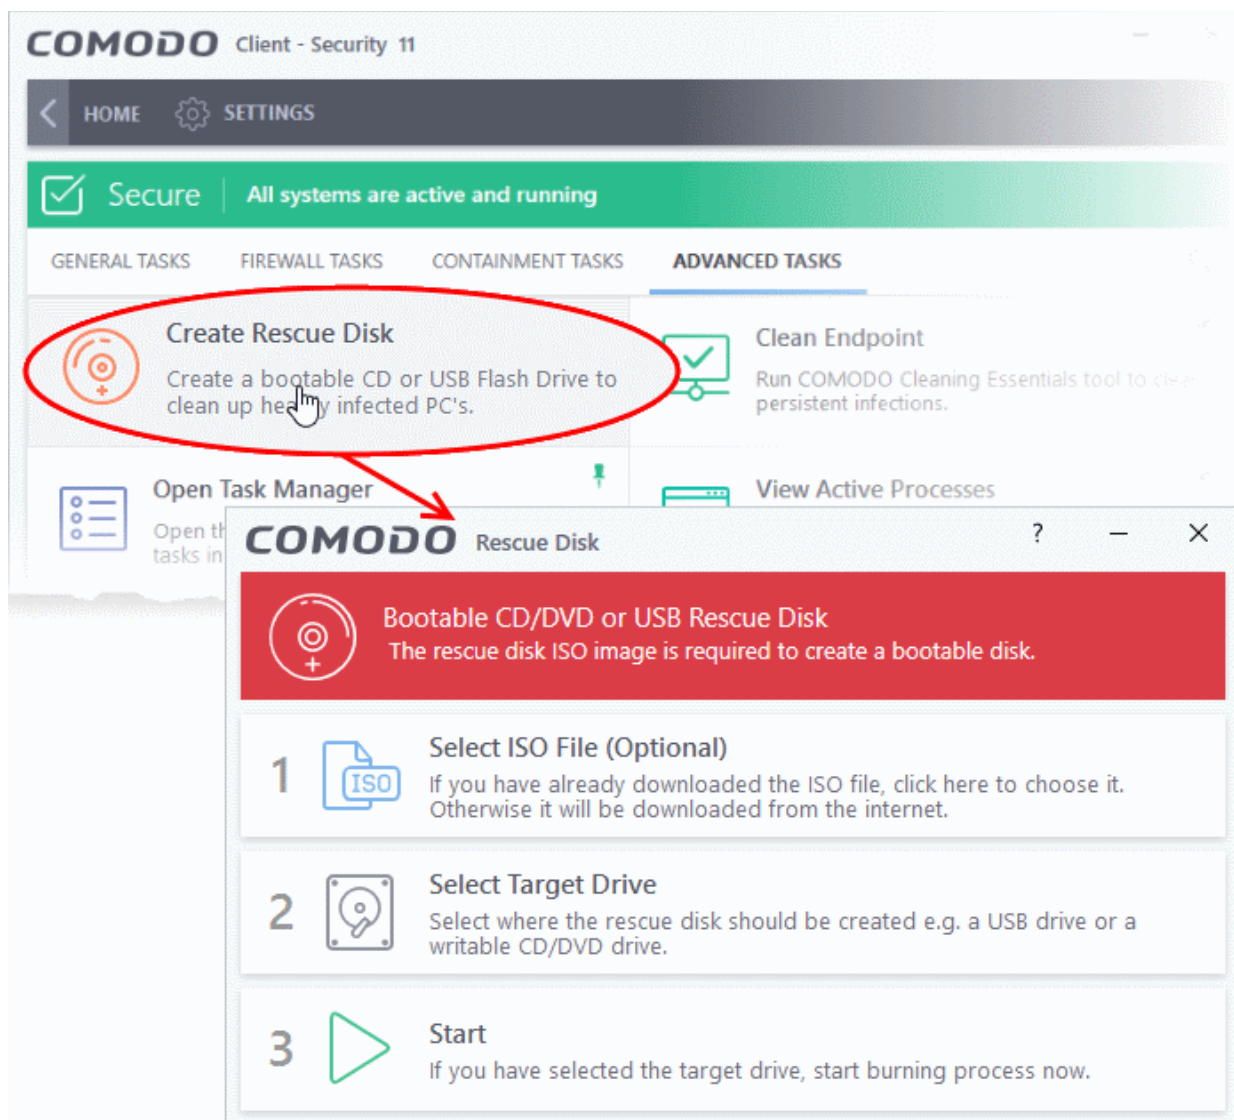 COMODO Client - Security 11
HOME SETTINGS
Secure All systems are active and running
GENERAL TASKS FIREWALL TASKS CONTAINMENT TASKS ADVANCED TASKS
Create Rescue Disk
Create a bootable CD or USB Flash Drive to
clean up infected PC's.
Clean Endpoint
Run COMODO Cleaning Essentials tool to
persistent infections.
Open Task Manager
Open
tasks in
View Active Processes
COMODO Rescue Disk
?
Bootable CD/DVD or USB Rescue Disk
The rescue disk ISO image is required to create a bootable disk.
1
ISO
Select ISO File (Optional)
If you have already downloaded the ISO file, click here to choose it.
Otherwise it will be downloaded from the internet.
2
Select Target Drive
Select where the rescue disk should be created e.g. a USB drive or a
writable CD/DVD drive.
3
Start
If you have selected the target drive, start burning process now.